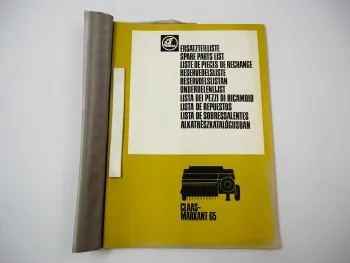 ERSATZTEILLISTE
SPARE PARTS LIST
LISTE DE PIECES DE RECHANGE
RESERVEDELSLISTE
RESERVDELSLISTAN
ONDERDELENLIJST
LISTA DEI PEZZI DI RICAMBIO
LISTA DE REPUESTOS
LISTA DE SOBRESSALENTES
ALKATRÉSZKATALÓGUSBAN
CLAAS-
MARKANT 65